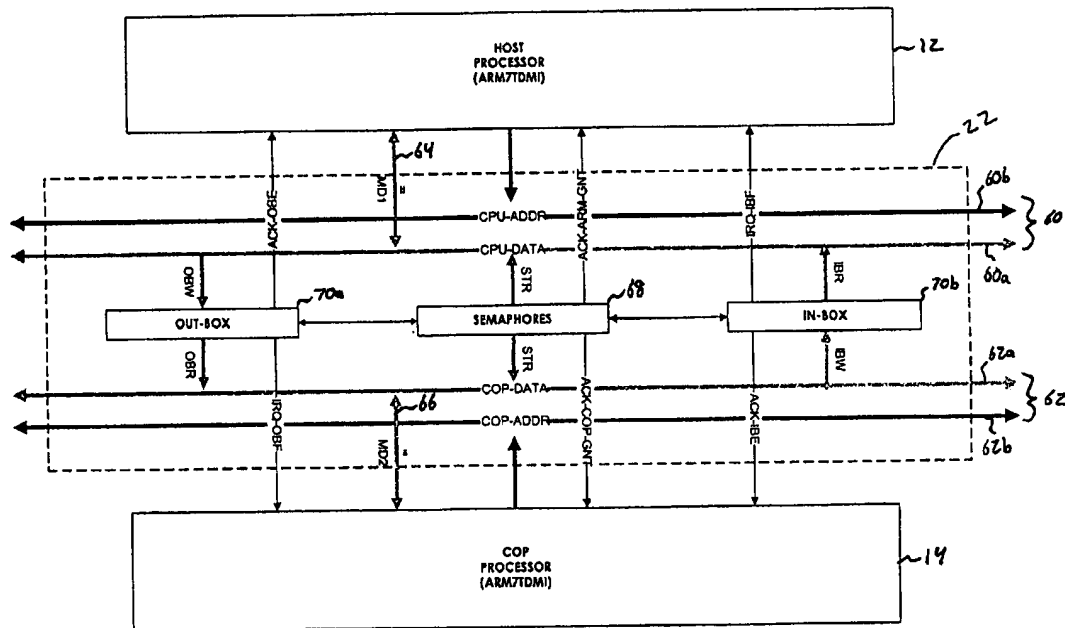 HOST
PROCESSOR
(ARM7TDMI)
12
22
64
MD1
ACK-OBE
ACK-ARM-GNT
IRQ-IBF
CPU-ADDR
60b
60
CPU-DATA
60a
OBW
STR
IBR
70a
68
70b
OUT-BOX
SEMAPHORES
IN-BOX
OBR
STR
IBW
62a
COP-DATA
62
66
COP-ADDR
62b
IRQ-OBF
MD2
ACK-COP-GNT
ACK-IBE
COP
PROCESSOR
(ARM7TDMI)
14